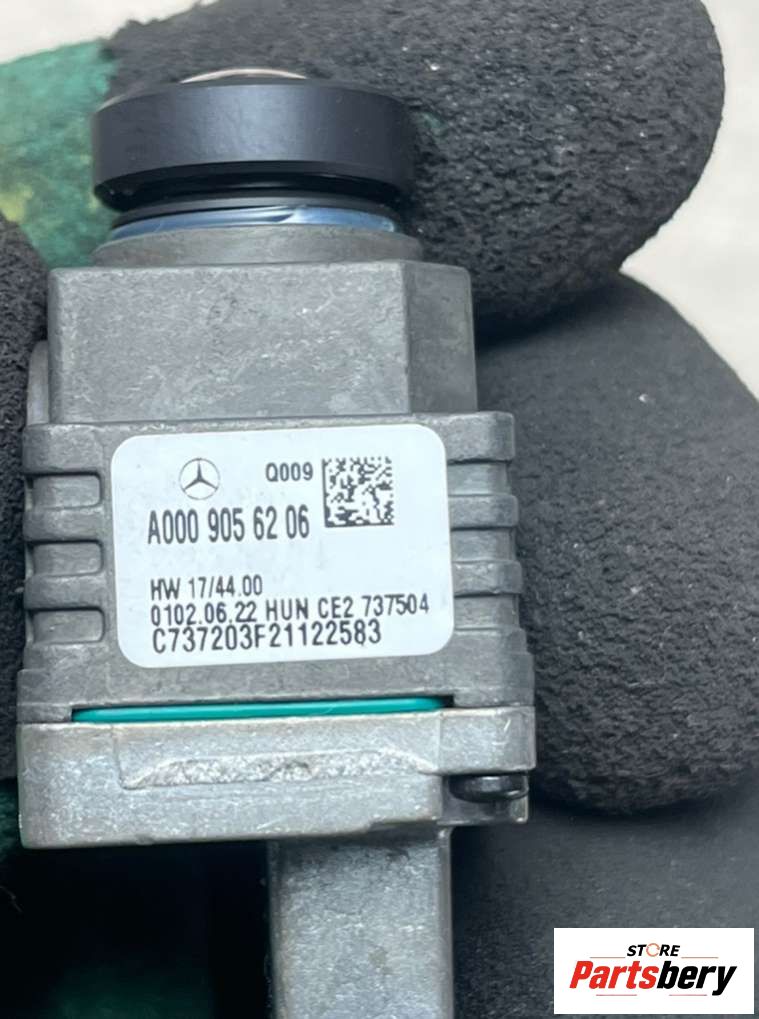 Q009
A000 905 62 06
HW 17/44.00
0102.06.22 HUN CE2 737504
C737203F21122583
STORE
Partsbery